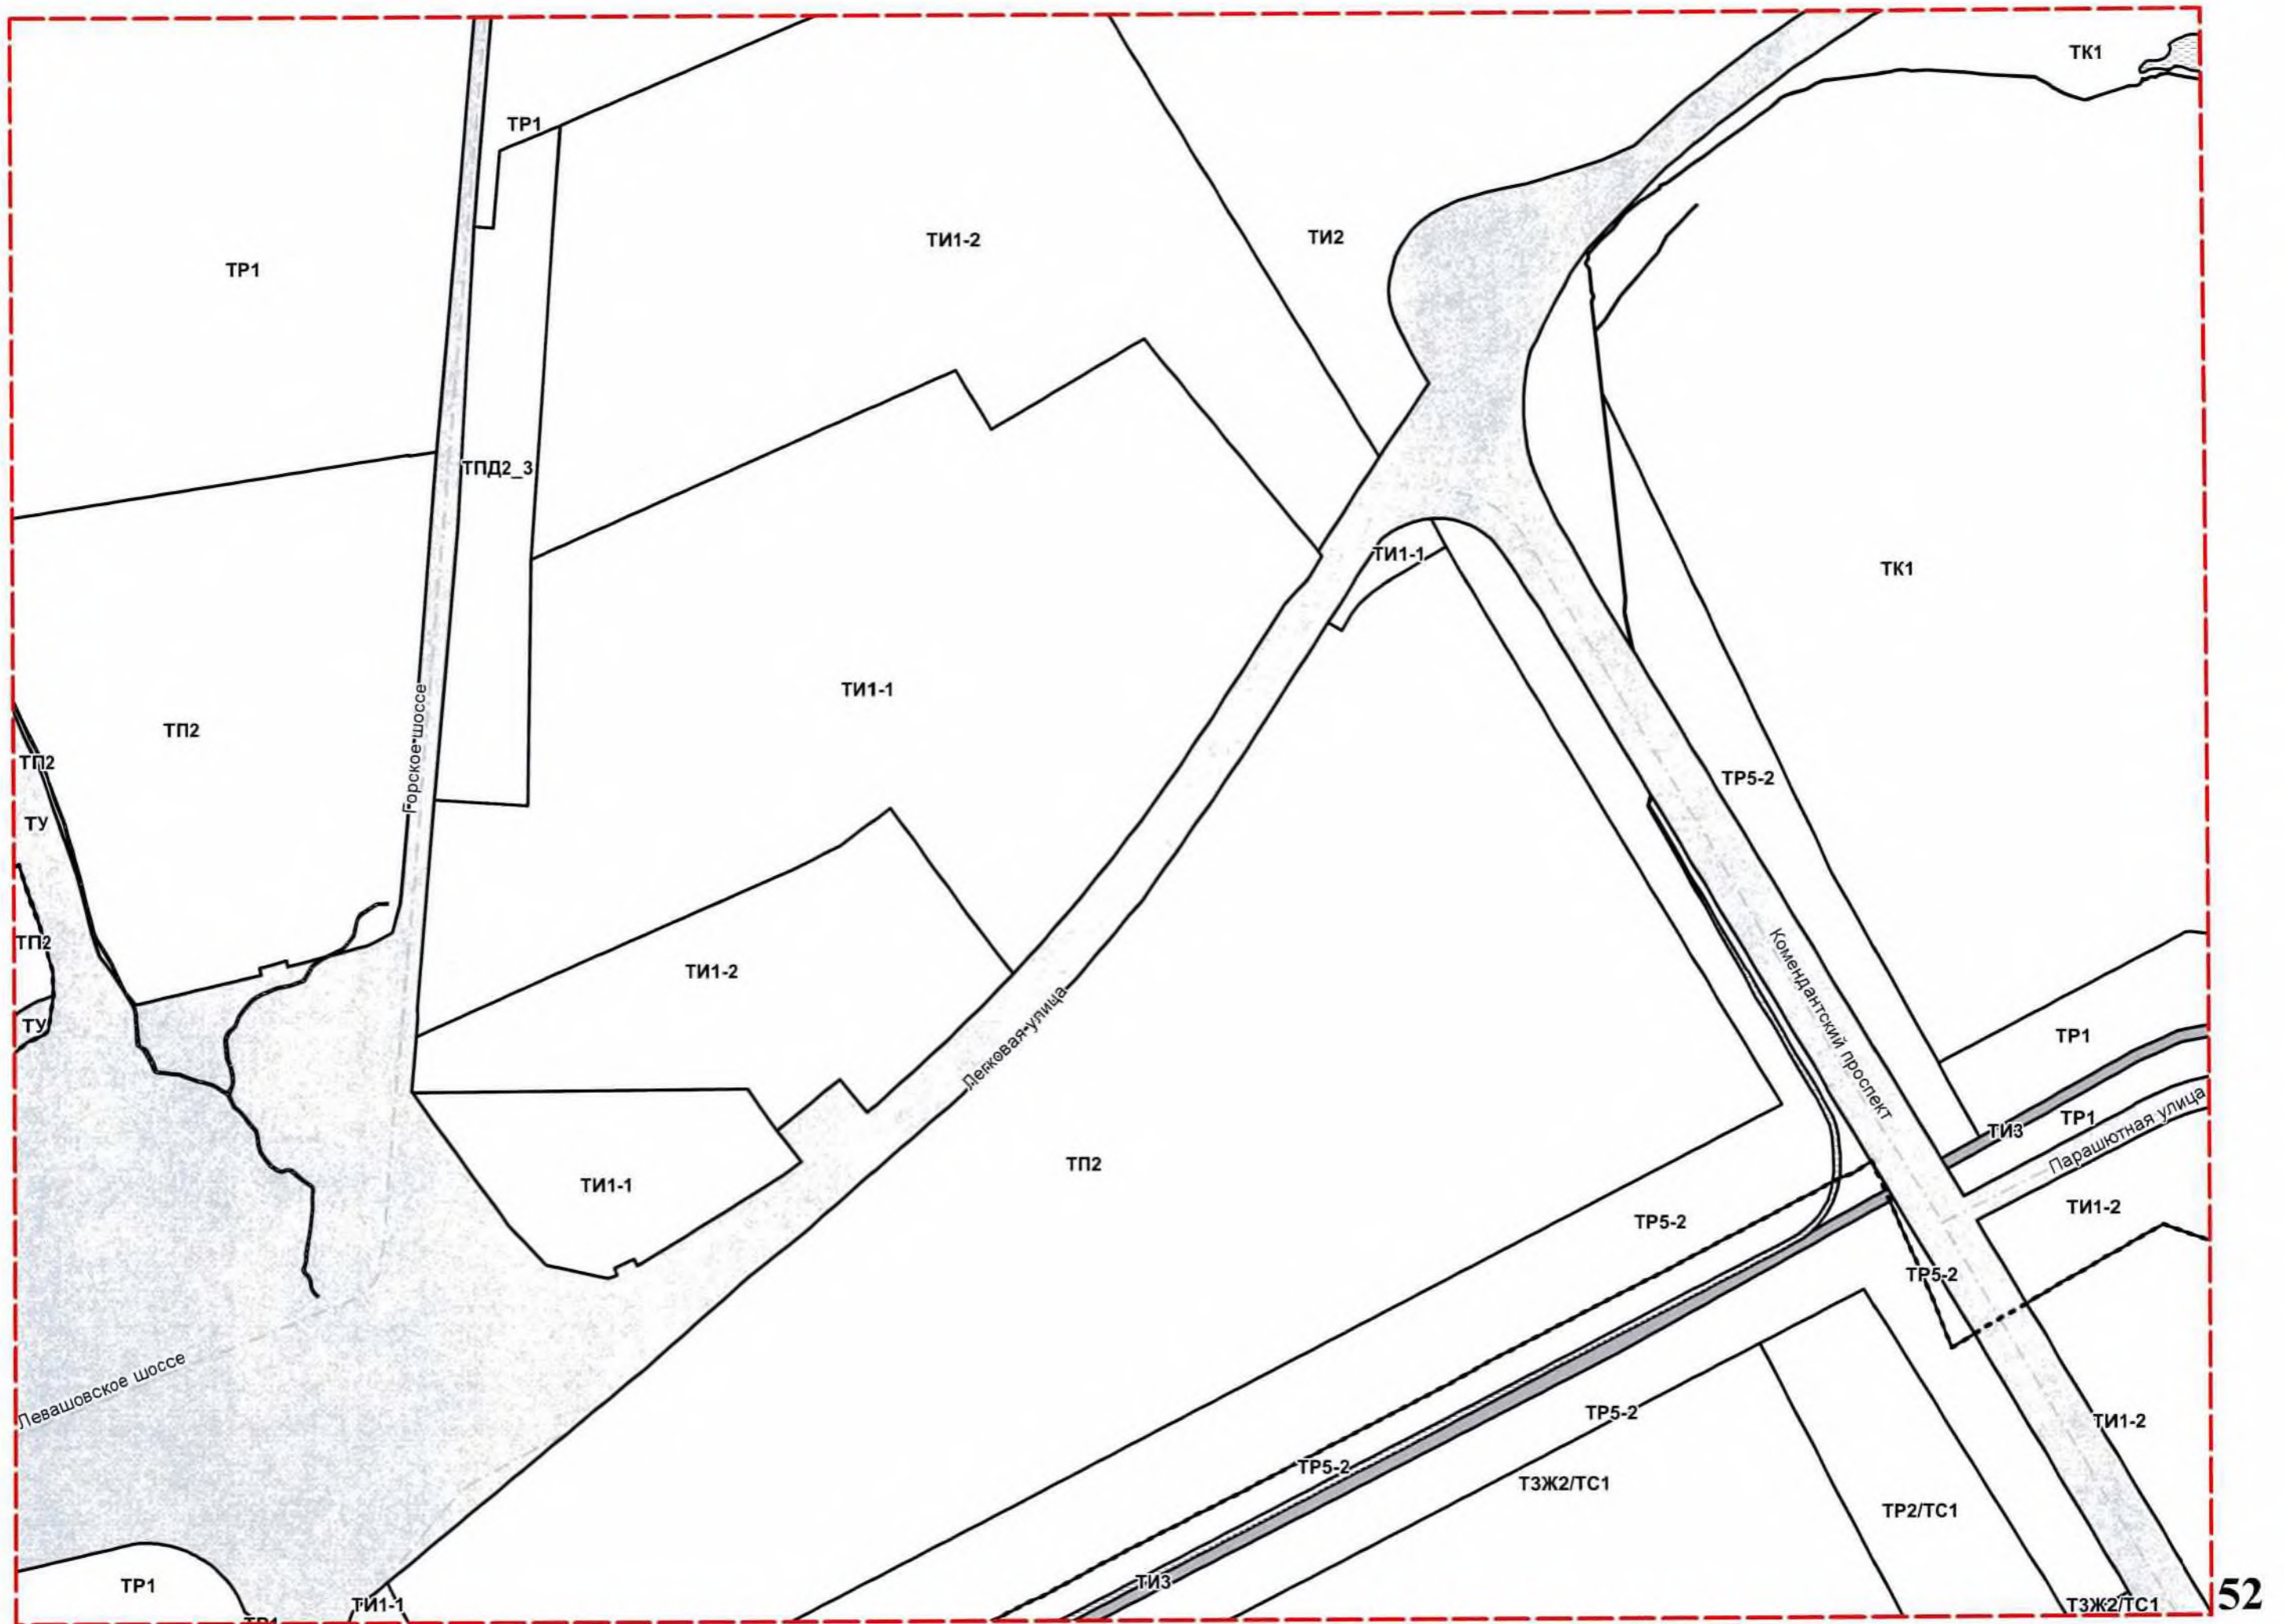 ТК1
ТР1
ТИ1-2
ТИ2
ТР1
ТПД2_3
ТИ1-1
ТК1
ТИ1-1
Горское шоссе
ТП2
ТП2
ТР5-2
ТУ
ТП2
ТИ1-2
Комендантский проспект
ТУ
Легковая улица
ТР1
ТР1
ТИ3
Парашютная улица
ТП2
ТИ1-1
ТИ1-2
ТР5-2
ТР5-2
Левашовское шоссе
ТР5-2
ТИ1-2
ТР5-2
ТЗЖ2/ТС1
ТР2/ТС1
ТР1
ТИ3
ТИ1-1
ТЗЖ2/ТС1
ТР1
52